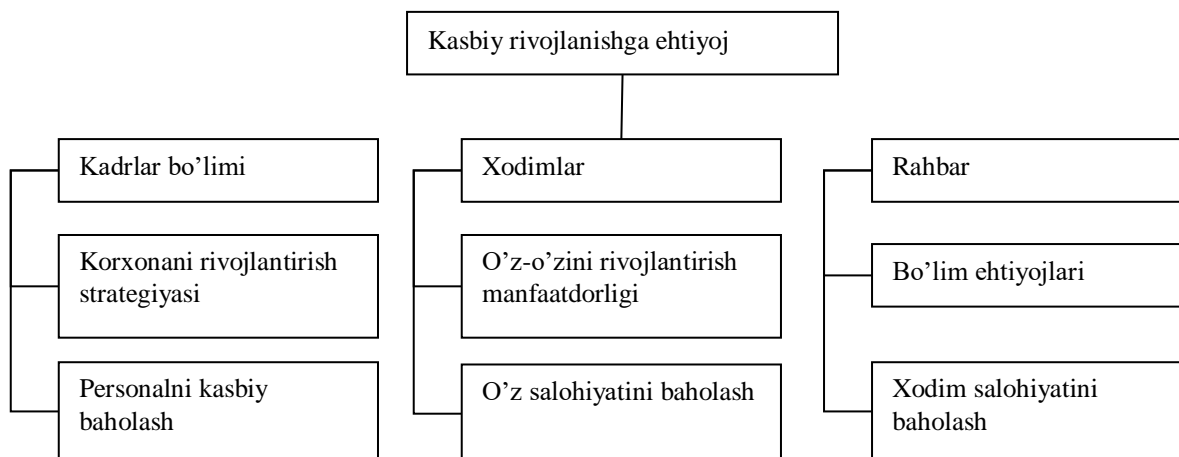 Kasbiy rivojlanishga ehtiyoj
Kadrlar bo’limi
Xodimlar
Rahbar
Korxonani rivojlantirish
strategiyasi
O’z-o’zini rivojlantirish
manfaatdorligi
Bo’lim ehtiyojlari
Personalni kasbiy
baholash
O’z salohiyatini baholash
Xodim salohiyatini
baholash